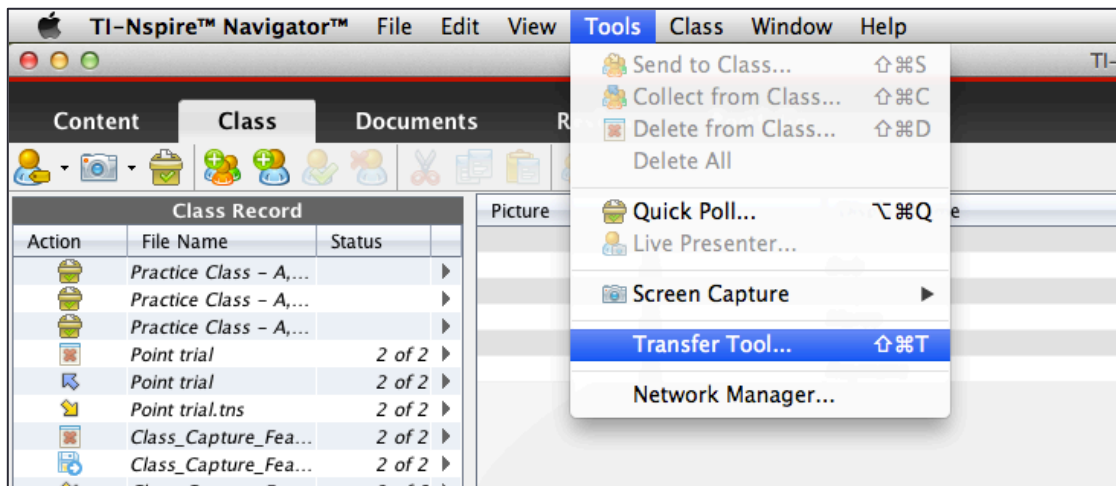 TI-Nspire™ Navigator™ File Edit View Tools Class Window Help
TI-
Content Class Documents R
Send to Class... ⇧⌘S
Collect from Class... ⇧⌘C
Delete from Class... ⇧⌘D
Delete All
Quick Poll... ⌥⌘Q
Live Presenter...
Screen Capture ▶
Transfer Tool... ⇧⌘T
Network Manager...
Class Record
Action File Name Status
Practice Class - A,...
Practice Class - A,...
Practice Class - A,...
Point trial 2 of 2
Point trial 2 of 2
Point trial.tns 2 of 2
Class_Capture_Fea... 2 of 2
Class_Capture_Fea... 2 of 2
Picture e